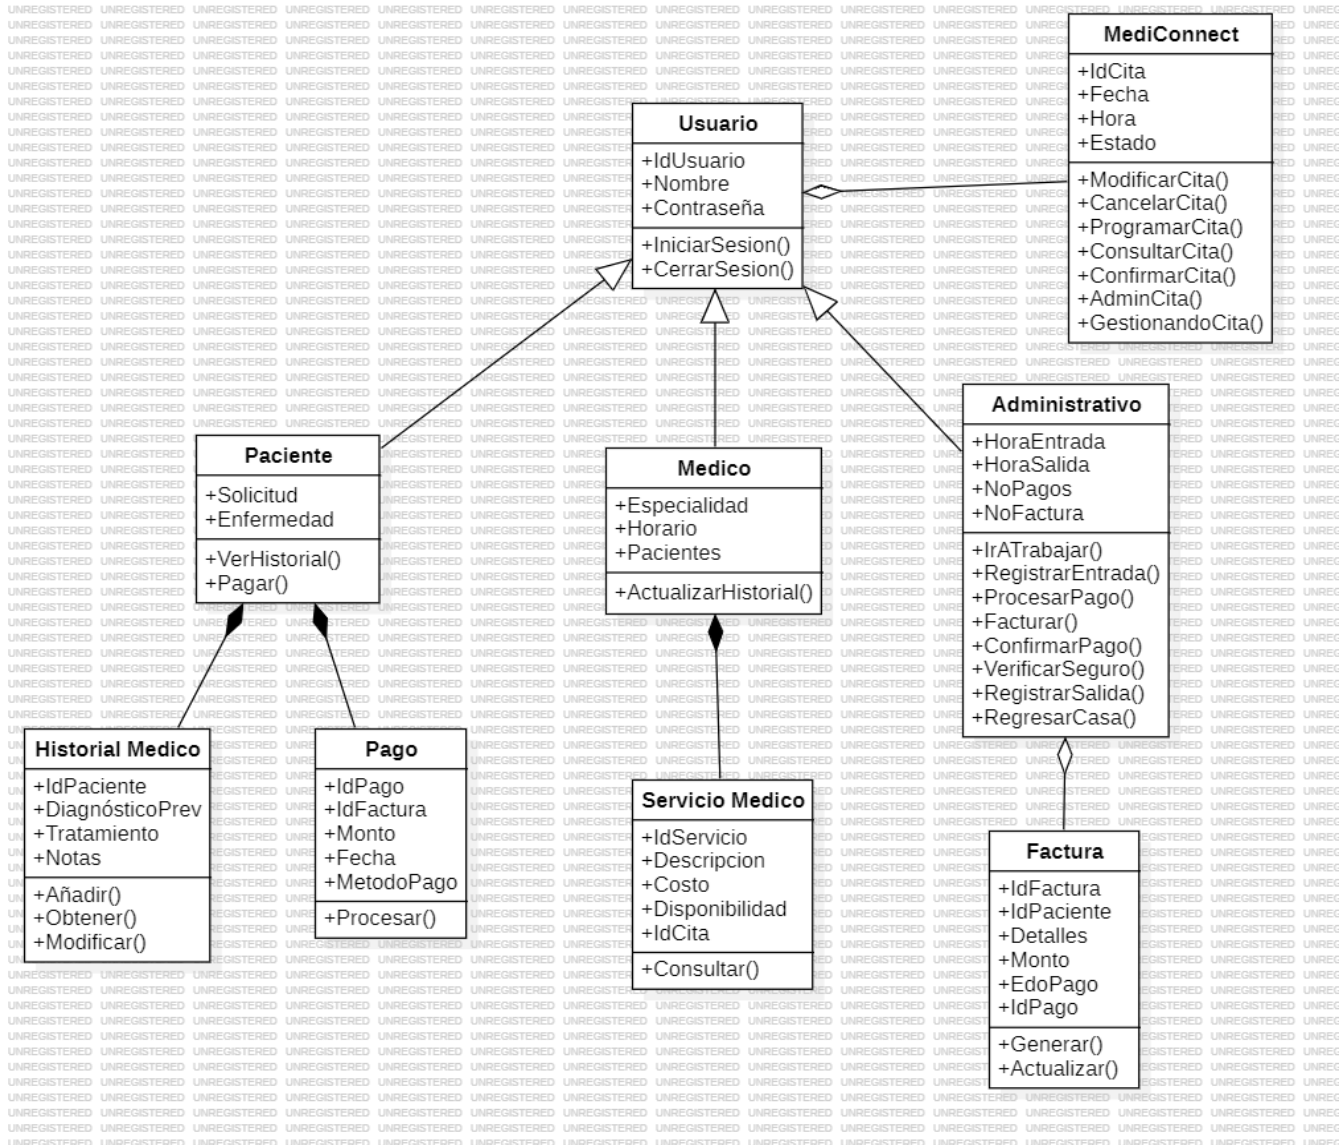 MediConnect
+IdCita
+Fecha
+Hora
+Estado
+ModificarCita()
+CancelarCita()
+ProgramarCita()
+ConsultarCita()
+ConfirmarCita()
+AdminCita()
+GestionandoCita()
Usuario
+IdUsuario
+Nombre
+Contraseña
+IniciarSesion()
+CerrarSesion()
Paciente
+Solicitud
+Enfermedad
+VerHistorial()
+Pagar()
Medico
+Especialidad
+Horario
+Pacientes
+ActualizarHistorial()
Administrativo
+HoraEntrada
+HoraSalida
+NoPagos
+NoFactura
+IrATrabajar()
+RegistrarEntrada()
+ProcesarPago()
+Facturar()
+ConfirmarPago()
+VerificarSeguro()
+RegistrarSalida()
+RegresarCasa()
Historial Medico
+IdPaciente
+DiagnósticoPrev
+Tratamiento
+Notas
+Añadir()
+Obtener()
+Modificar()
Pago
+IdPago
+IdFactura
+Monto
+Fecha
+MetodoPago
+Procesar()
Servicio Medico
+IdServicio
+Descripcion
+Costo
+Disponibilidad
+IdCita
+Consultar()
Factura
+IdFactura
+IdPaciente
+Detalles
+Monto
+EdoPago
+IdPago
+Generar()
+Actualizar()
UNREGISTERED